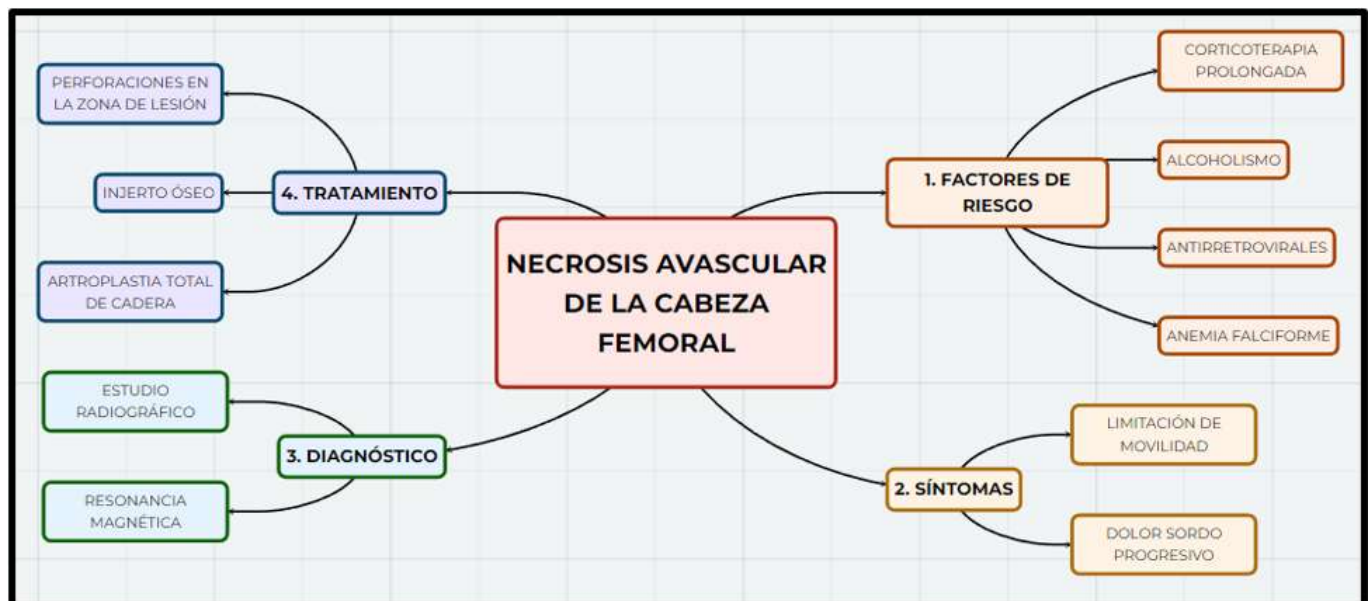 NECROSIS AVASCULAR
DE LA CABEZA
FEMORAL
1. FACTORES DE
RIESGO
CORTICOTERAPIA
PROLONGADA
ALCOHOLISMO
ANTIRRETROVIRALES
ANEMIA FALCIFORME
2. SÍNTOMAS
LIMITACIÓN DE
MOVILIDAD
DOLOR SORDO
PROGRESIVO
3. DIAGNÓSTICO
ESTUDIO
RADIOGRÁFICO
RESONANCIA
MAGNÉTICA
4. TRATAMIENTO
PERFORACIONES EN
LA ZONA DE LESIÓN
INJERTO ÓSEO
ARTROPLASTIA TOTAL
DE CADERA